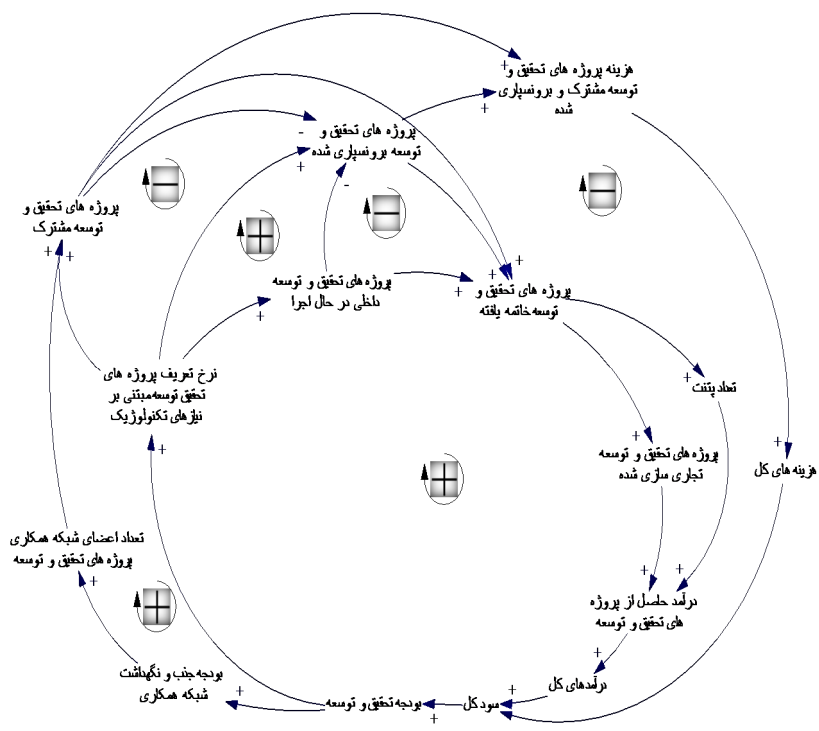 هزینه پروژه های تحقیق و
توسعه مشترک و برونسپاری
شده
+
+
پروژه های تحقیق و
توسعه برونسپاری شده
-
+
-
پروژه های تحقیق و
توسعه مشترک
+ +
پروژه های تحقیق و توسعه
داخلی در حال اجرا
+
پروژه های تحقیق و
توسعه خاتمه یافته
+ +
+
نرخ تعریف پروژه های
تحقیق توسعه مبتنی بر
نیازهای تکنولوژیک
+
تعداد پتنت
+
پروژه های تحقیق و توسعه
تجاری سازی شده
+
هزینه های کل
+
تعداد اعضای شبکه همکاری
پروژه های تحقیق و توسعه
+
درآمد حاصل از پروژه
های تحقیق و توسعه
+ +
بودجه جذب و نگهداشت
شبکه همکاری
+
درآمدهای کل
+
سود کل
+
بودجه تحقیق و توسعه
+